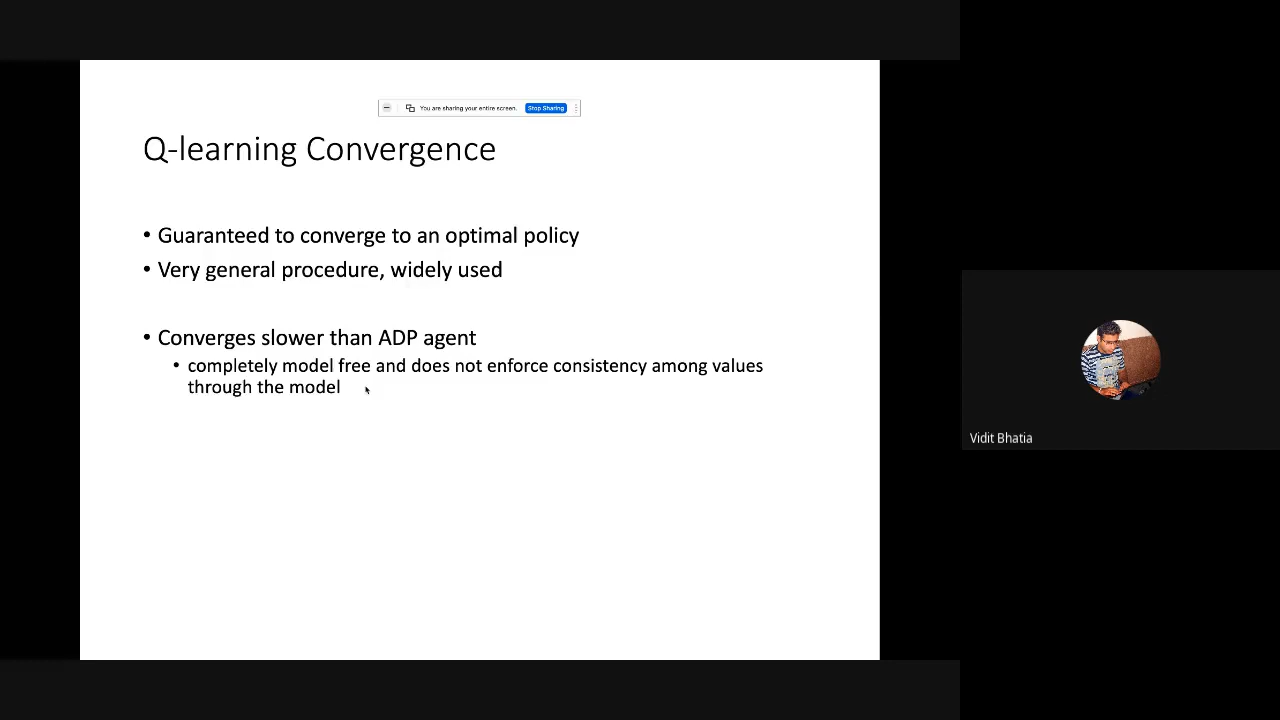 You are sharing your entire screen. Stop Sharing
Q-learning Convergence
• Guaranteed to converge to an optimal policy
• Very general procedure, widely used
• Converges slower than ADP agent
• completely model free and does not enforce consistency among values
through the model
Vidit Bhatia